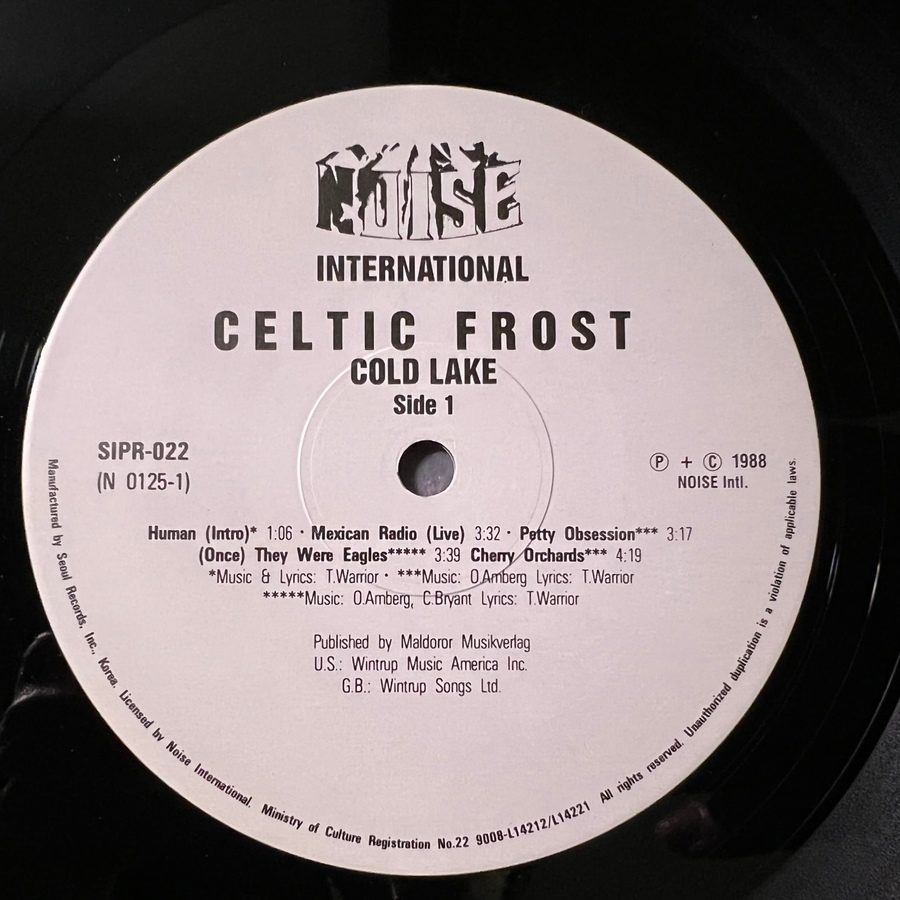 NOISE
INTERNATIONAL
CELTIC FROST
COLD LAKE
Side 1
SIPR-022
(N 0125-1)
Ⓟ + Ⓒ 1988
NOISE Intl.
Human (Intro)* 1:06 · Mexican Radio (Live) 3:32 · Petty Obsession*** 3:17
(Once) They Were Eagles***** 3:39 Cherry Orchards*** 4:19
*Music & Lyrics: T.Warrior · ***Music: O.Amberg Lyrics: T.Warrior
*****Music: O.Amberg, C.Bryant Lyrics: T.Warrior
Published by Maldoror Musikverlag
U.S.: Wintrup Music America Inc.
G.B.: Wintrup Songs Ltd.
Manufactured by Seoul Records, Inc., Korea. Licensed by Noise International. Ministry of Culture Registration No.22 9008-L14212/L14221 All rights reserved. Unauthorized duplication is a violation of applicable laws.